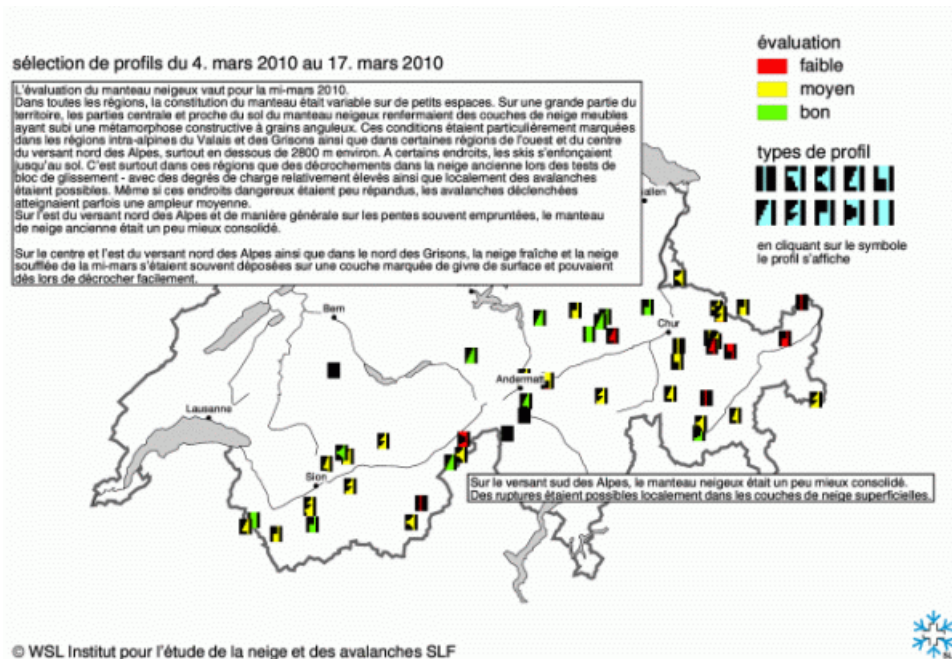 sélection de profils du 4. mars 2010 au 17. mars 2010
L'évaluation du manteau neigeux vaut pour la mi-mars 2010.
Dans toutes les régions, la constitution du manteau était variable sur de petits espaces. Sur une grande partie du
territoire, les parties centrale et proche du sol du manteau neigeux renfermaient des couches de neige meubles
ayant subi une métamorphose constructive à grains anguleux. Ces conditions étaient particulièrement marquées
dans les régions intra-alpines du Valais et des Grisons ainsi que dans certaines régions de l'ouest et du centre
du versant nord des Alpes, surtout en dessous de 2800 m environ. A certains endroits, les skis s'enfonçaient
jusqu'au sol. C'est surtout dans ces régions que des décrochements dans la neige ancienne lors des tests de
bloc de glissement - avec des degrés de charge relativement élevés ainsi que localement des avalanches
étaient possibles. Même si ces endroits dangereux étaient peu répandus, les avalanches déclenchées
atteignaient parfois une ampleur moyenne.
Sur l'est du versant nord des Alpes et de manière générale sur les pentes souvent empruntées, le manteau
de neige ancienne était un peu mieux consolidé.
Sur le centre et l'est du versant nord des Alpes ainsi que dans le nord des Grisons, la neige fraîche et la neige
soufflée de la mi-mars s'étaient souvent déposées sur une couche marquée de givre de surface et pouvaient
dès lors de décrocher facilement.
évaluation
faible
moyen
bon
types de profil
en cliquant sur le symbole
le profil s'affiche
allen
Bern
Chur
Andermatt
Lausanne
Sion
Sur le versant sud des Alpes, le manteau neigeux était un peu mieux consolidé.
Des ruptures étaient possibles localement dans les couches de neige superficielles.
© WSL Institut pour l'étude de la neige et des avalanches SLF